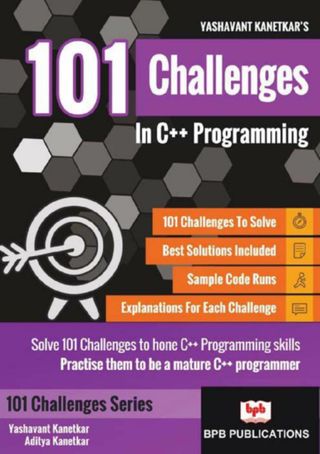 YASHAVANT KANETKAR'S
101 Challenges
In C++ Programming
101 Challenges To Solve
Best Solutions Included
Sample Code Runs
Explanations For Each Challenge
Solve 101 Challenges to hone C++ Programming skills
Practise them to be a mature C++ programmer
101 Challenges Series
Yashavant Kanetkar
Aditya Kanetkar
bpb
BPB PUBLICATIONS